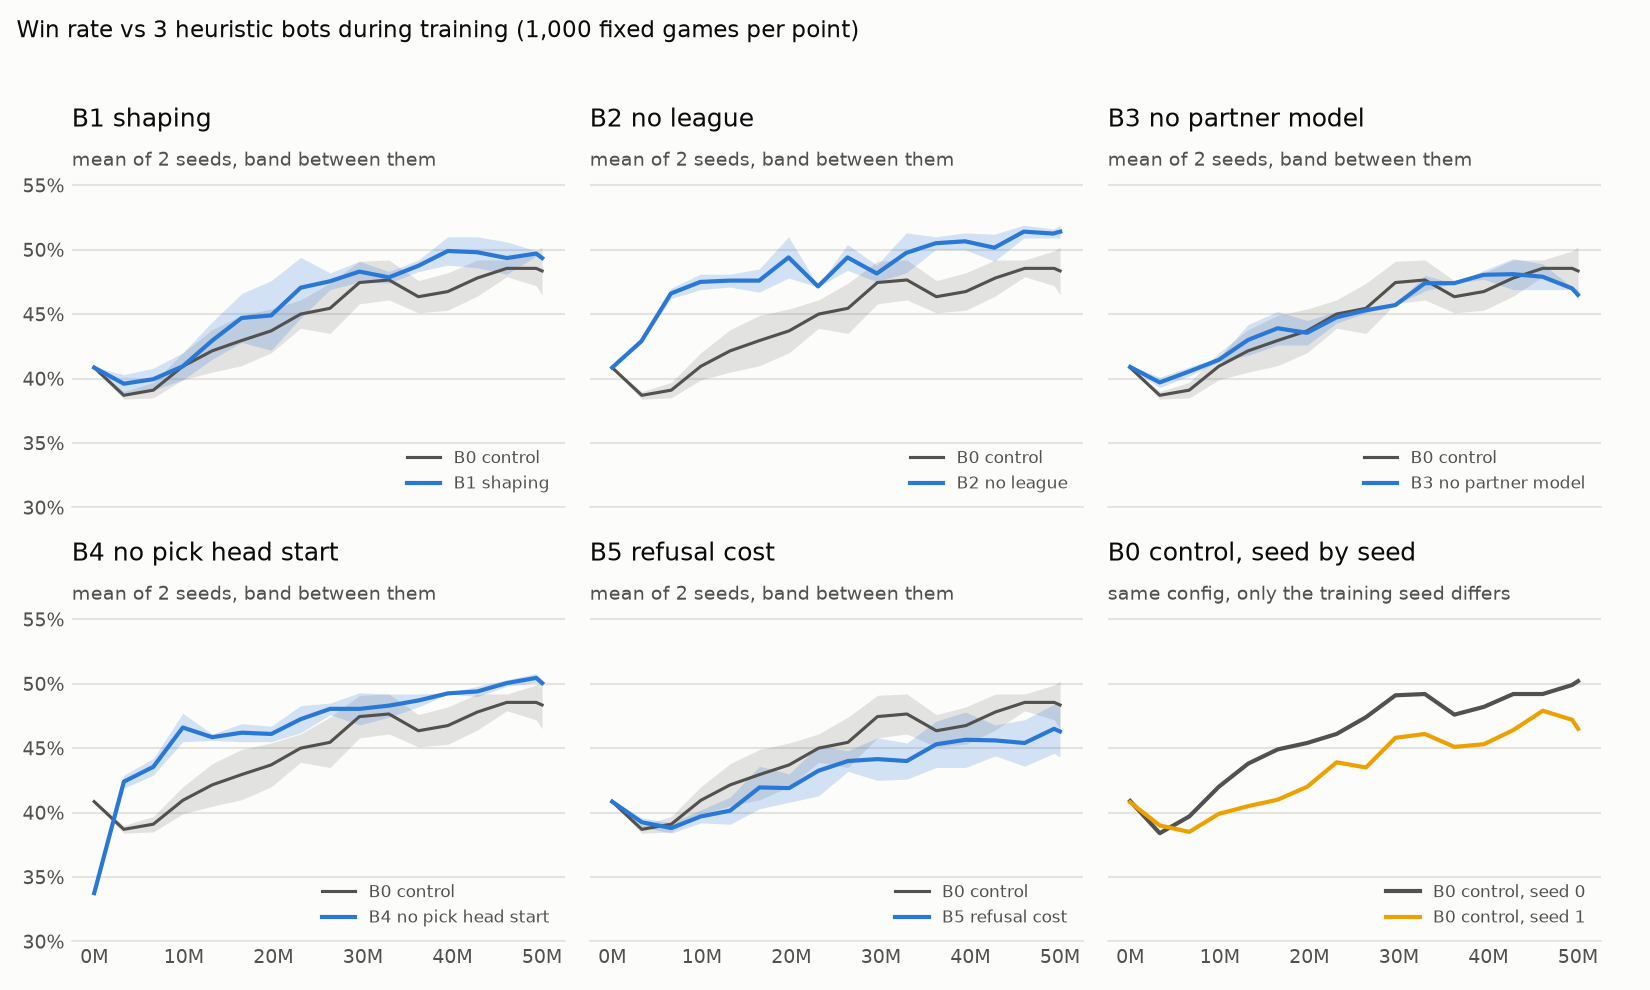 Win rate vs 3 heuristic bots during training (1,000 fixed games per point)
B1 shaping
mean of 2 seeds, band between them
55%
50%
45%
40%
35%
30%
B0 control
B1 shaping
B2 no league
mean of 2 seeds, band between them
B0 control
B2 no league
B3 no partner model
mean of 2 seeds, band between them
B0 control
B3 no partner model
B4 no pick head start
mean of 2 seeds, band between them
55%
50%
45%
40%
35%
30%
B0 control
B4 no pick head start
0M 10M 20M 30M 40M 50M
B5 refusal cost
mean of 2 seeds, band between them
B0 control
B5 refusal cost
0M 10M 20M 30M 40M 50M
B0 control, seed by seed
same config, only the training seed differs
B0 control, seed 0
B0 control, seed 1
0M 10M 20M 30M 40M 50M